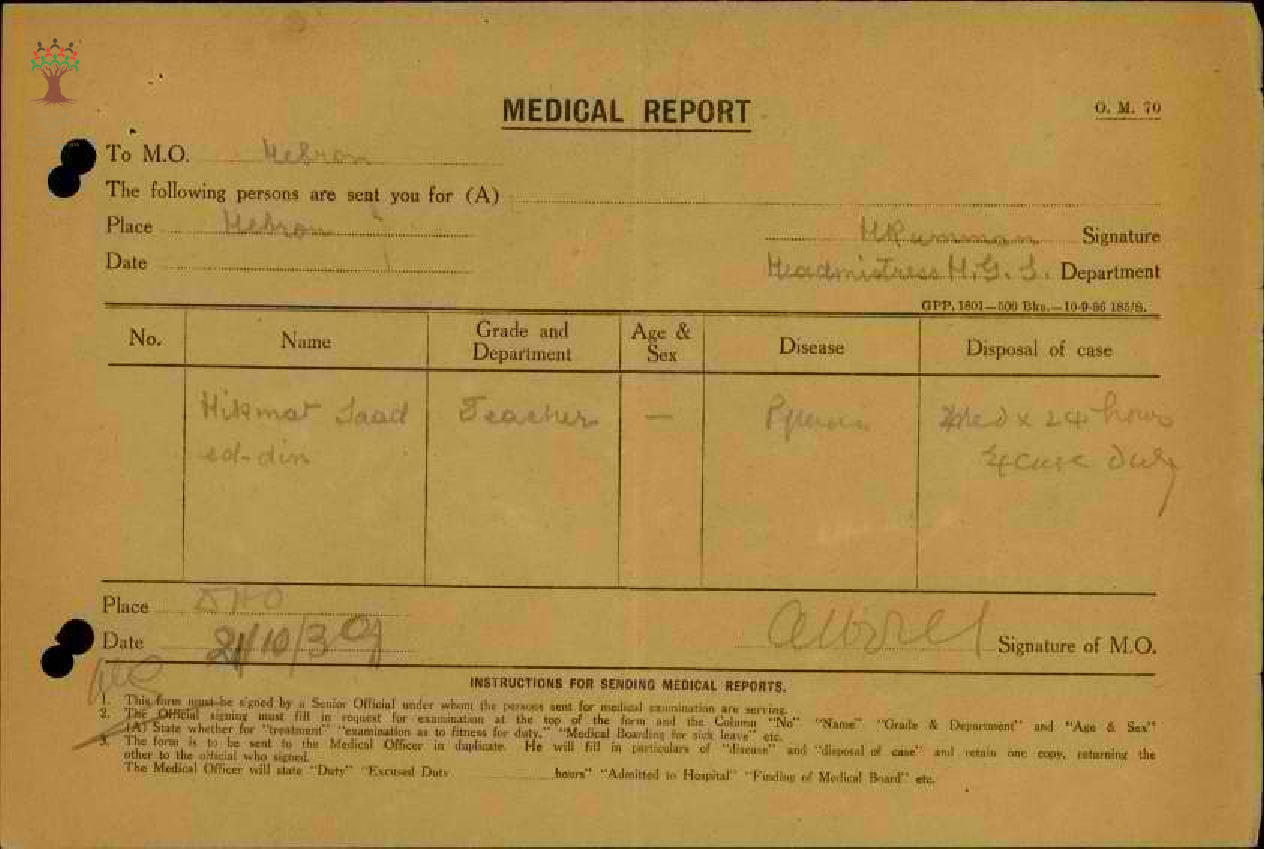 MEDICAL REPORT
O. M. 70
To M.O. Hebron
The following persons are sent you for (A)
Place Hebron
HRumman Signature
Date
Headmistress H.G.S. Department
GPP. 1801—500 Bks.—10-9-36 185/S.
No. Name Grade and Department Age & Sex Disease Disposal of case
Hikmat Saad Teacher — x 24 hours
ed-din duty
Place DHO
Date 21/10/39
Signature of M.O.
INSTRUCTIONS FOR SENDING MEDICAL REPORTS.
1. This form must be signed by a Senior Official under whom the persons sent for medical examination are serving.
2. The Official signing must fill in request for examination at the top of the form and the Column "No" "Name" "Grade & Department" and "Age & Sex"
(A) State whether for "treatment" "examination as to fitness for duty," "Medical Boarding for sick leave" etc.
3. The form is to be sent to the Medical Officer in duplicate. He will fill in particulars of "disease" and "disposal of case" and retain one copy, returning the
other to the official who signed.
The Medical Officer will state "Duty" "Excused Duty hours" "Admitted to Hospital" "Finding of Medical Board" etc.